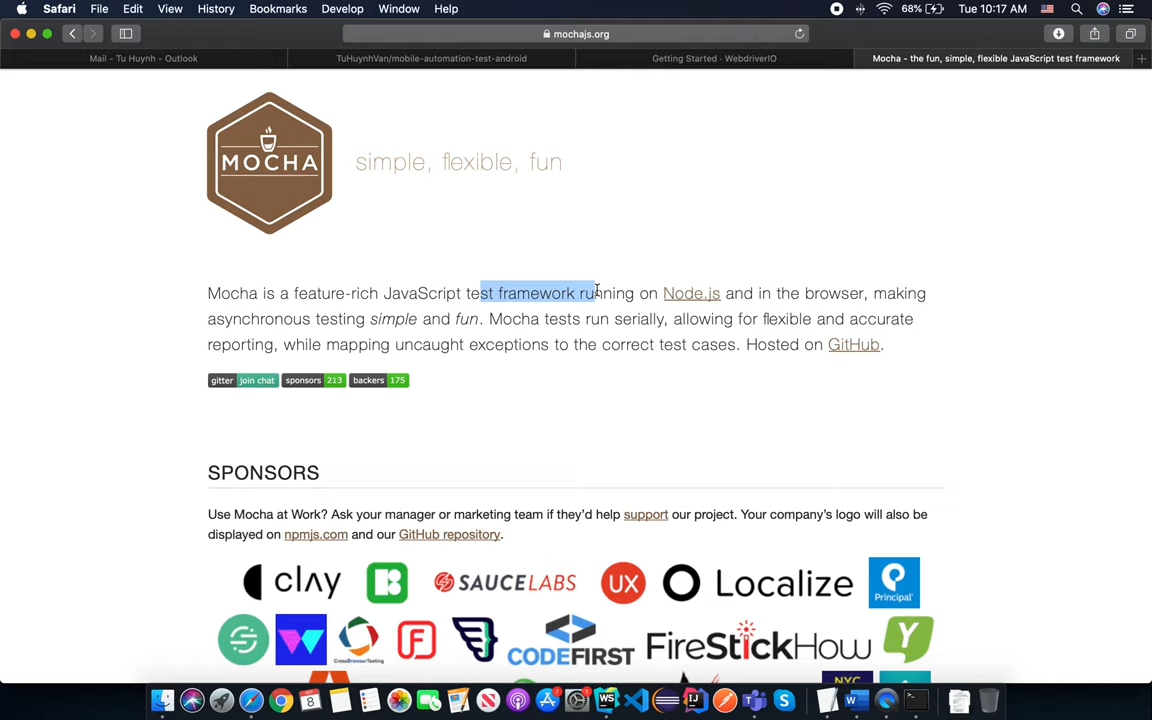 Safari File Edit View History Bookmarks Develop Window Help 68% Tue 10:17 AM
mochajs.org
Mail - Tu Huynh - Outlook TuHuynhVan/mobile-automation-test-android Getting Started · WebdriverIO Mocha - the fun, simple, flexible JavaScript test framework
MOCHA
simple, flexible, fun
Mocha is a feature-rich JavaScript test framework running on Node.js and in the browser, making
asynchronous testing simple and fun. Mocha tests run serially, allowing for flexible and accurate
reporting, while mapping uncaught exceptions to the correct test cases. Hosted on GitHub.
gitter join chat sponsors 213 backers 175
SPONSORS
Use Mocha at Work? Ask your manager or marketing team if they'd help support our project. Your company's logo will also be
displayed on npmjs.com and our GitHub repository.
clay SAUCELABS UX Localize Principal
CROSSBROWSERTESTING CODEFIRST FireStickHow
NYC